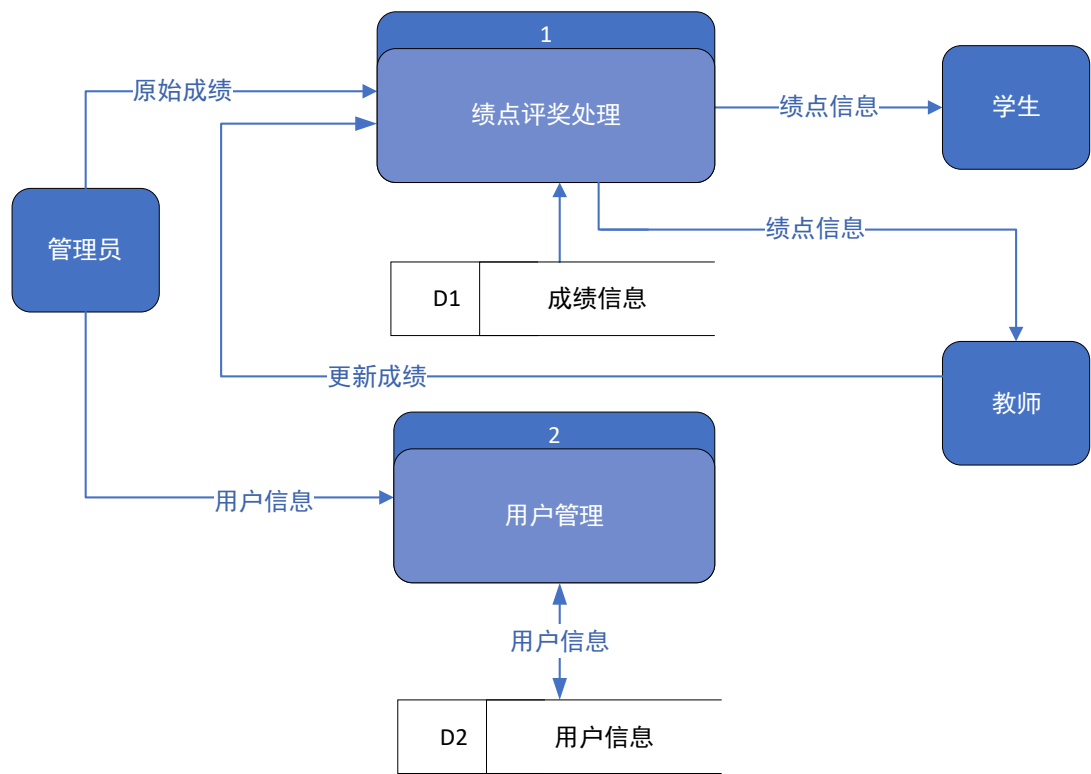 1
原始成绩
绩点评奖处理
绩点信息
学生
管理员
绩点信息
D1
成绩信息
更新成绩
教师
2
用户信息
用户管理
用户信息
D2
用户信息